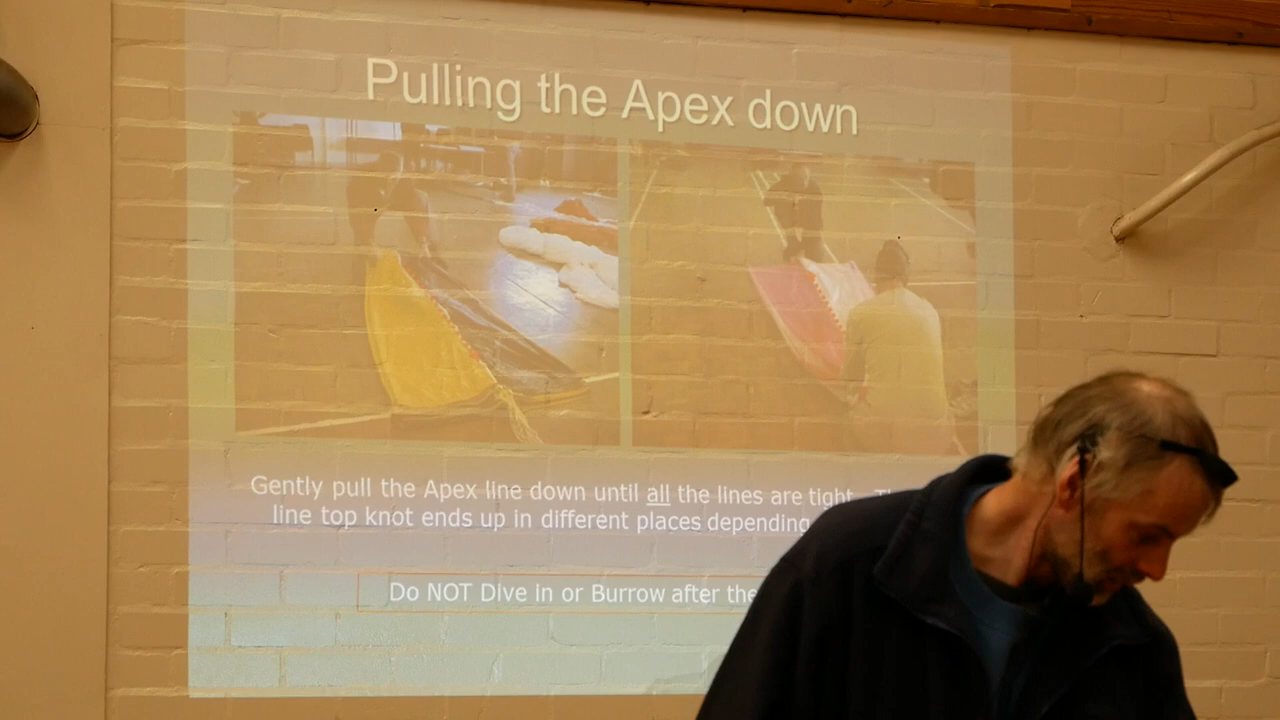 Pulling the Apex down
Gently pull the Apex line down until all the lines are tight.
line top knot ends up in different places depending
Do NOT Dive in or Burrow after the